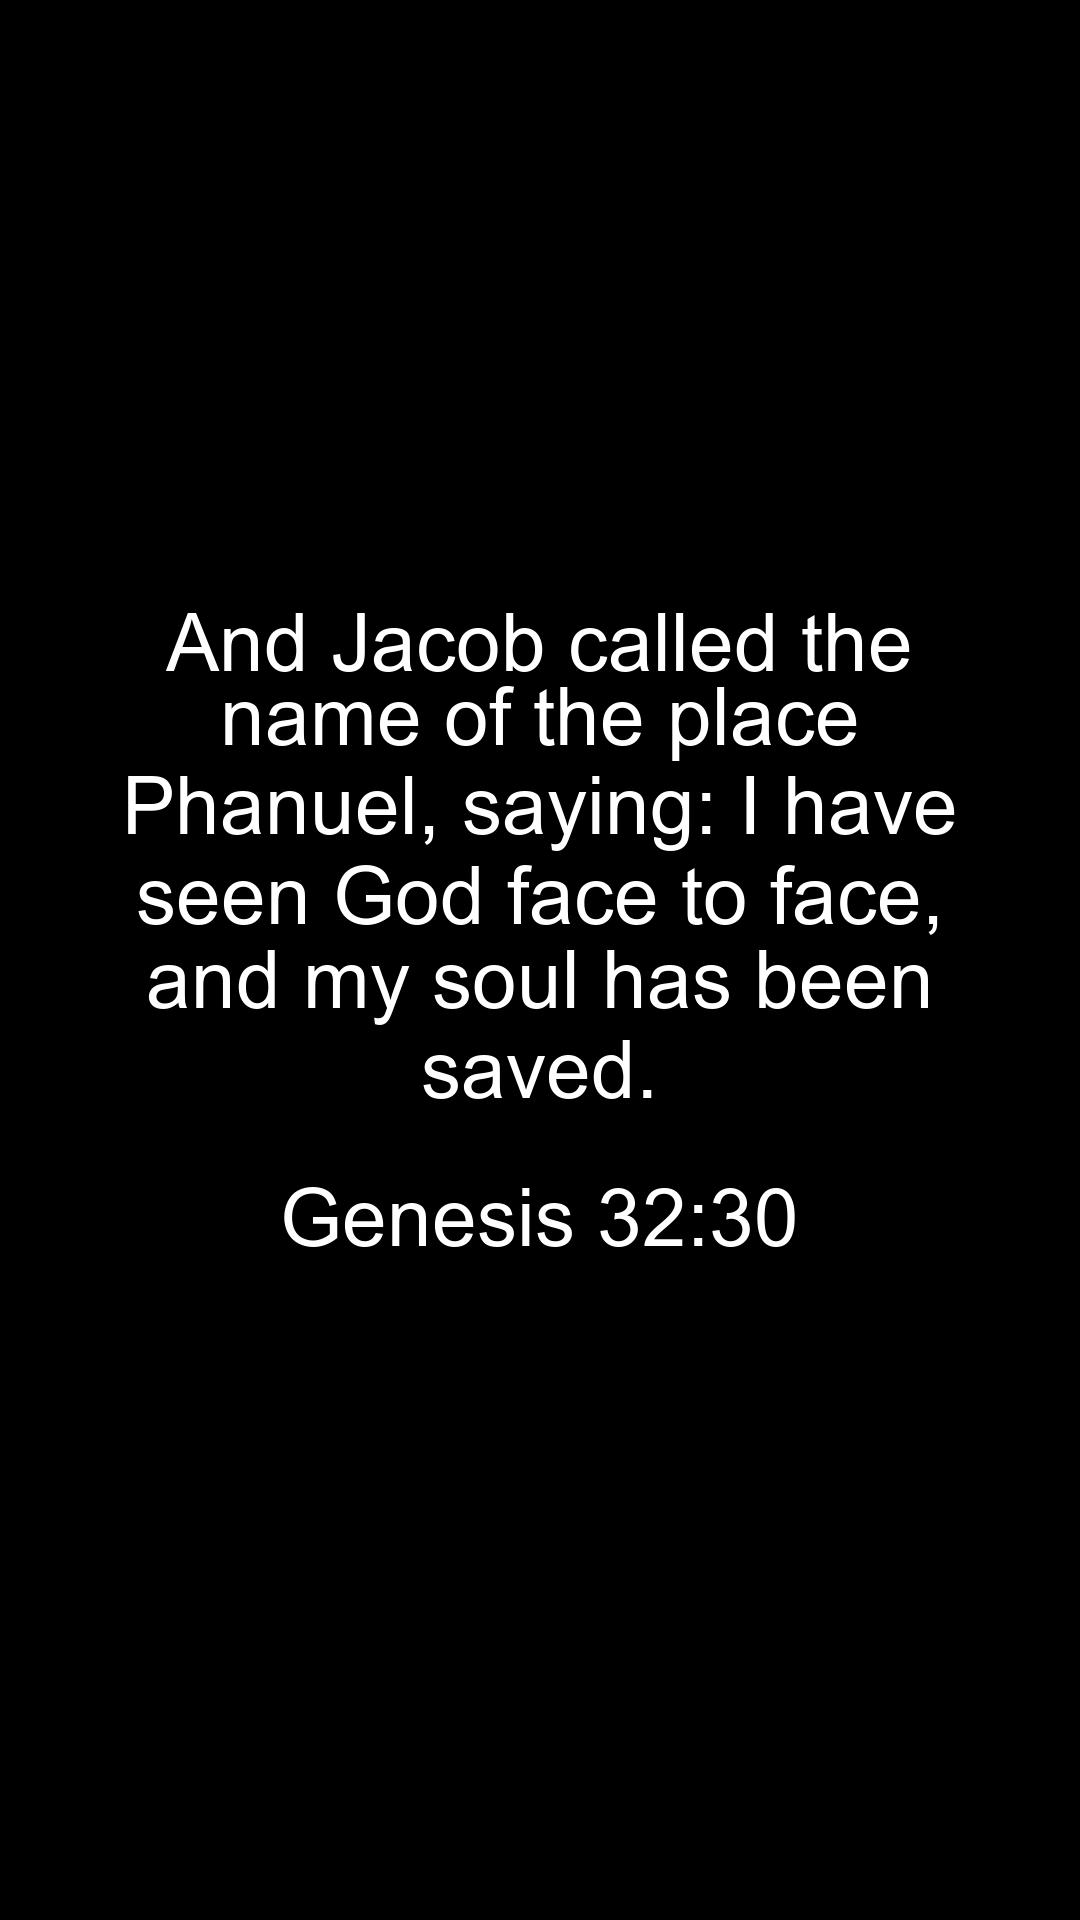 And Jacob called the
name of the place
Phanuel, saying: I have
seen God face to face,
and my soul has been
saved.
Genesis 32:30